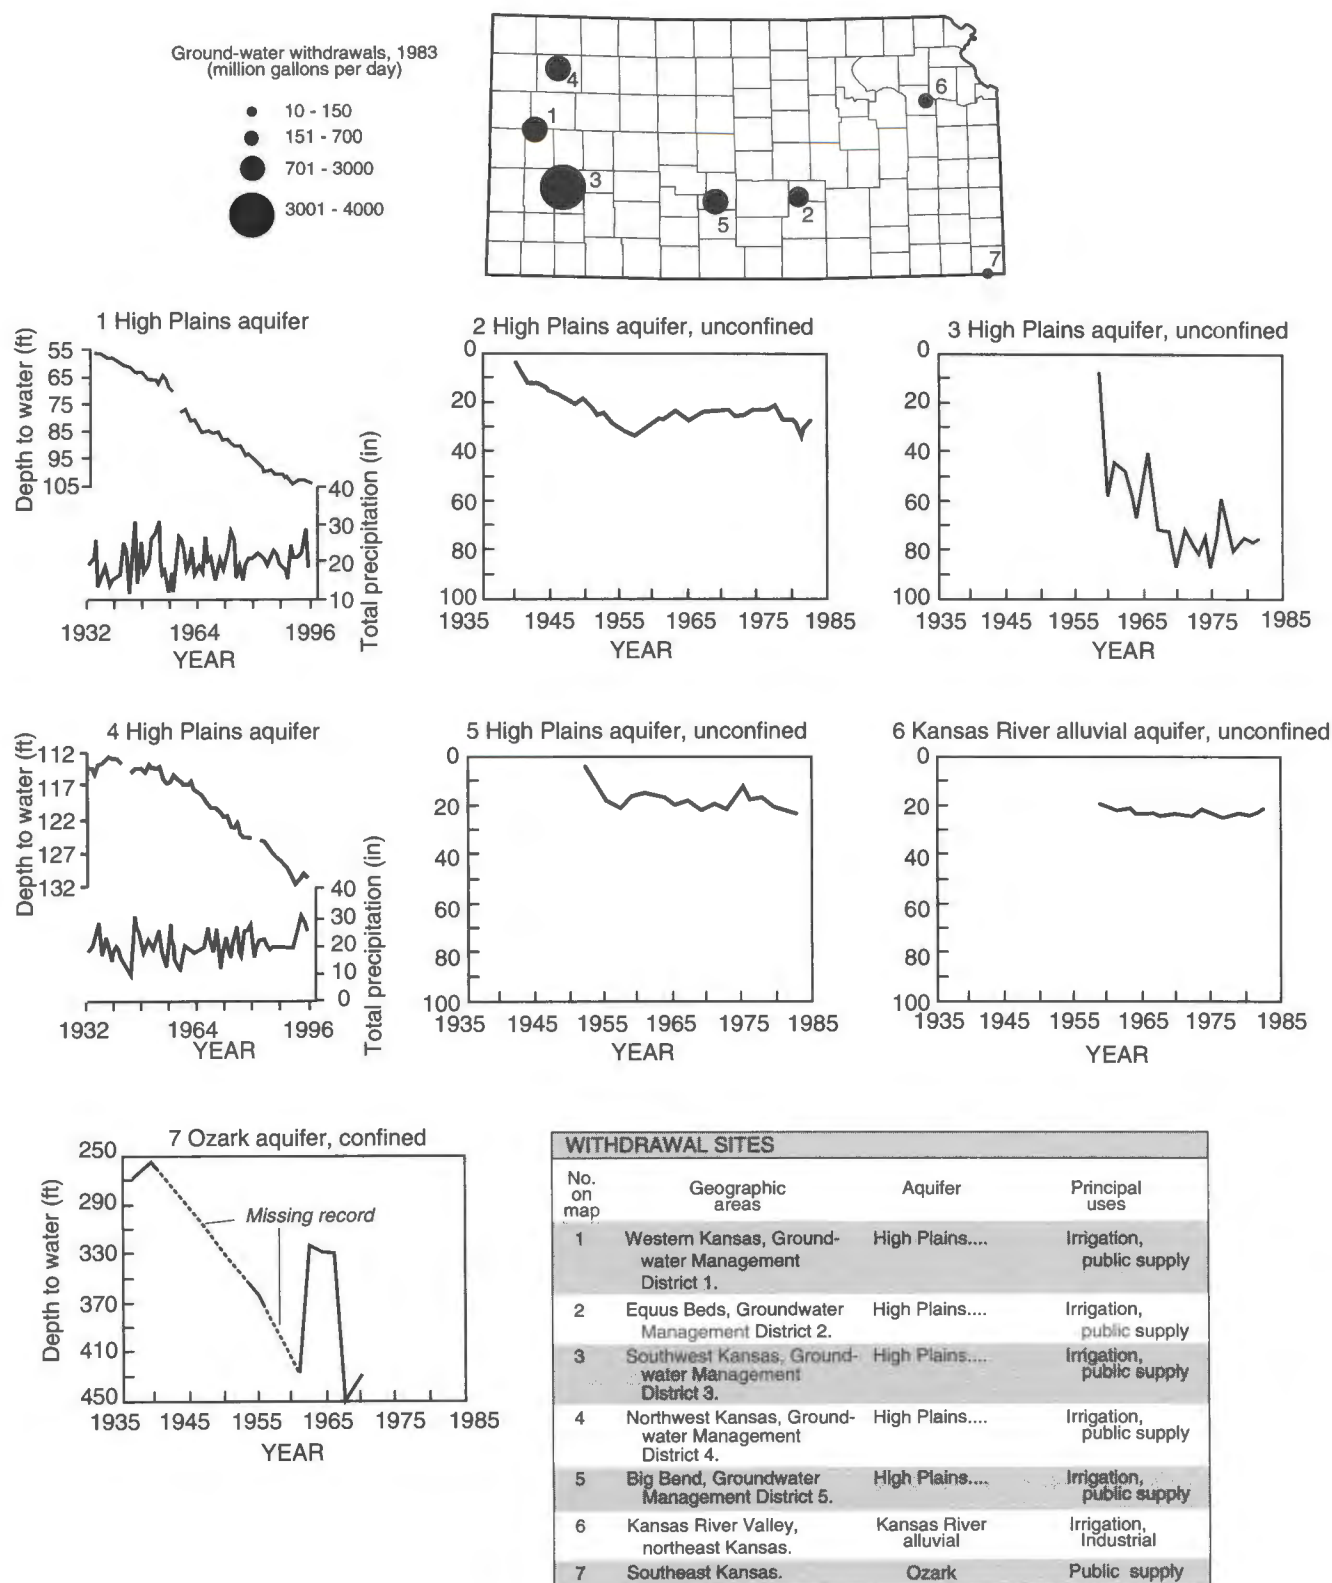 Ground-water withdrawals, 1983
(million gallons per day)
10 - 150
151 - 700
701 - 3000
3001 - 4000
4
6
1
3
5
2
7
1 High Plains aquifer
Depth to water (ft)
55
65
75
85
95
105
40
30
20
10
Total precipitation (in)
1932
1964
1996
YEAR
2 High Plains aquifer, unconfined
0
20
40
60
80
100
1935
1945
1955
1965
1975
1985
YEAR
3 High Plains aquifer, unconfined
0
20
40
60
80
100
1935
1945
1955
1965
1975
1985
YEAR
4 High Plains aquifer
Depth to water (ft)
112
117
122
127
132
40
30
20
10
0
Total precipitation (in)
1932
1964
1996
YEAR
5 High Plains aquifer, unconfined
0
20
40
60
80
100
1935
1945
1955
1965
1975
1985
YEAR
6 Kansas River alluvial aquifer, unconfined
0
20
40
60
80
100
1935
1945
1955
1965
1975
1985
YEAR
7 Ozark aquifer, confined
Depth to water (ft)
250
290
330
370
410
450
Missing record
1935
1945
1955
1965
1975
1985
YEAR
WITHDRAWAL SITES
No. on map
Geographic areas
Aquifer
Principal uses
1 Western Kansas, Ground- High Plains.... Irrigation,
water Management public supply
District 1.
2 Equus Beds, Groundwater High Plains.... Irrigation,
Management District 2. public supply
3 Southwest Kansas, Ground- High Plains.... Irrigation,
water Management public supply
District 3.
4 Northwest Kansas, Ground- High Plains.... Irrigation,
water Management public supply
District 4.
5 Big Bend, Groundwater High Plains.... Irrigation,
Management District 5. public supply
6 Kansas River Valley, Kansas River Irrigation,
northeast Kansas. alluvial Industrial
7 Southeast Kansas. Ozark Public supply